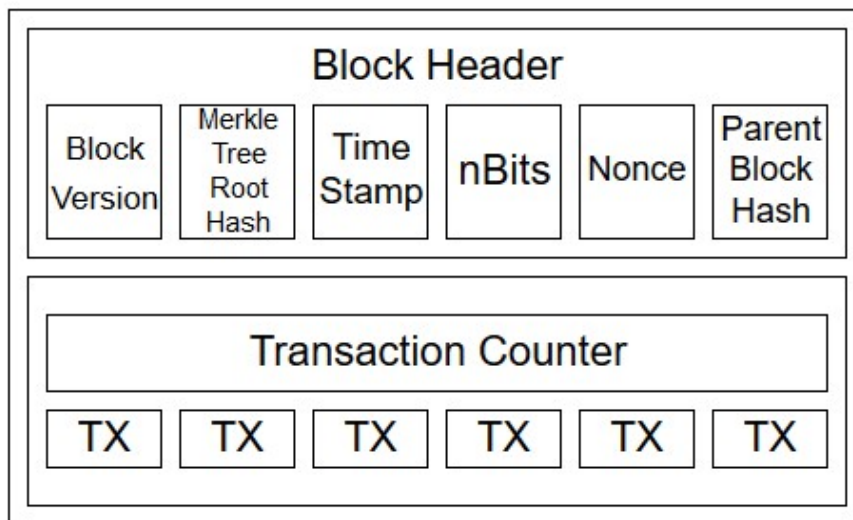 Block Header
Block
Version
Merkle
Tree
Root
Hash
Time
Stamp
nBits
Nonce
Parent
Block
Hash
Transaction Counter
TX
TX
TX
TX
TX
TX